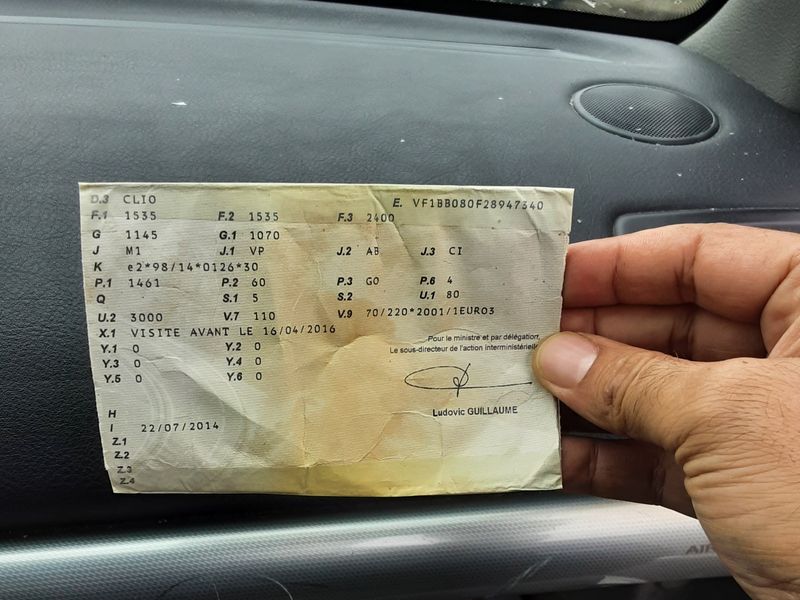 D.3 CLIO E. VF1BB080F28947340
F.1 1535 F.2 1535 F.3 2400
G 1145 G.1 1070
J M1 J.1 VP J.2 AB J.3 CI
K e2*98/14*0126*30
P.1 1461 P.2 60 P.3 GO P.6 4
Q S.1 5 S.2 U.1 80
U.2 3000 V.7 110 V.9 70/220*2001/1EURO3
X.1 VISITE AVANT LE 16/04/2016
Pour le ministre et par délégation,
Y.1 0 Y.2 0
Le sous-directeur de l'action interministérielle
Y.3 0 Y.4 0
Y.5 0 Y.6 0
Ludovic GUILLAUME
H
I 22/07/2014
Z.1
Z.2
Z.3
Z.4